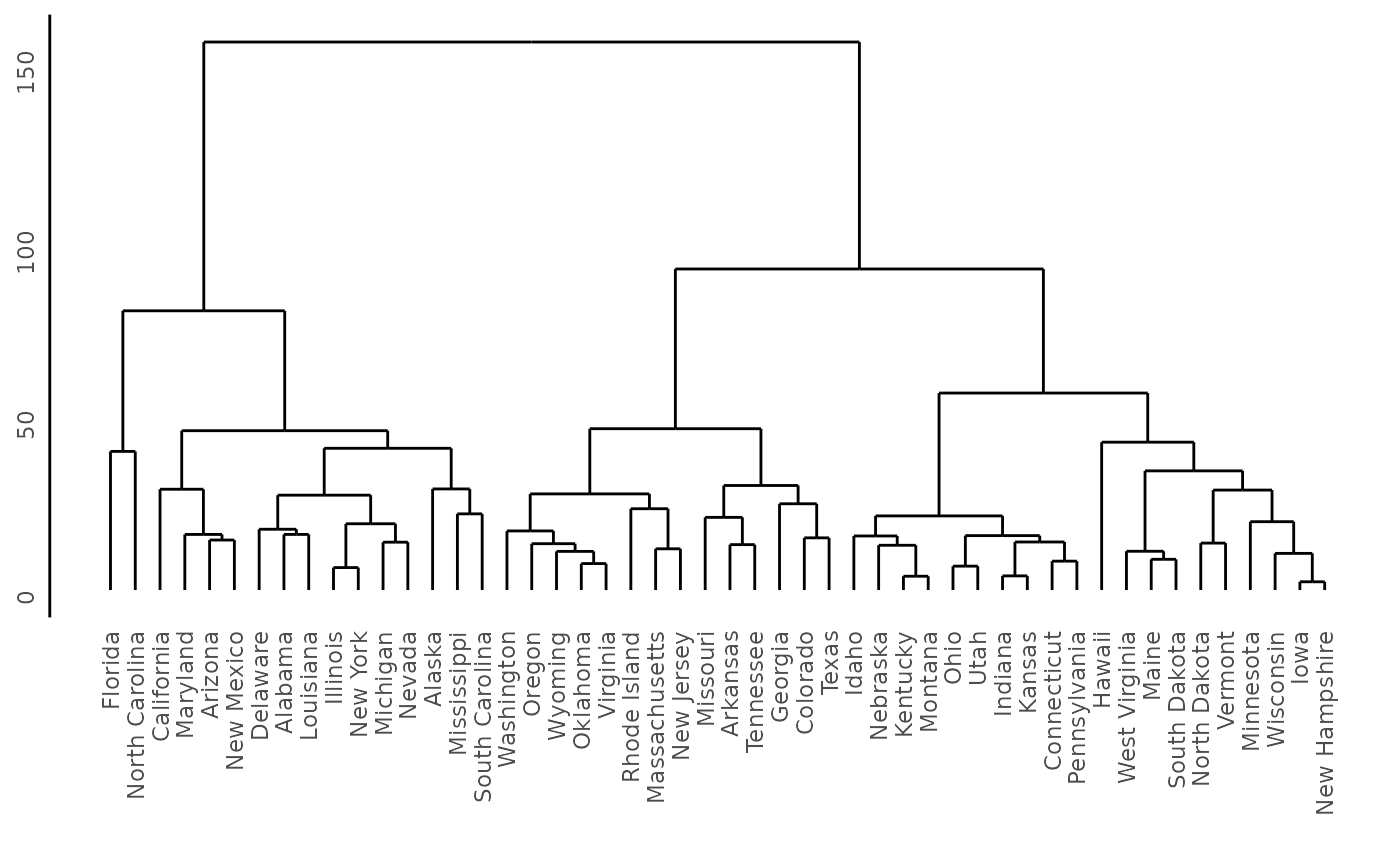 150
100
50
0
Florida
North Carolina
California
Maryland
Arizona
New Mexico
Delaware
Alabama
Louisiana
Illinois
New York
Michigan
Nevada
Alaska
Mississippi
South Carolina
Washington
Oregon
Wyoming
Oklahoma
Virginia
Rhode Island
Massachusetts
New Jersey
Missouri
Arkansas
Tennessee
Georgia
Colorado
Texas
Idaho
Nebraska
Kentucky
Montana
Ohio
Utah
Indiana
Kansas
Connecticut
Pennsylvania
Hawaii
West Virginia
Maine
South Dakota
North Dakota
Vermont
Minnesota
Wisconsin
Iowa
New Hampshire